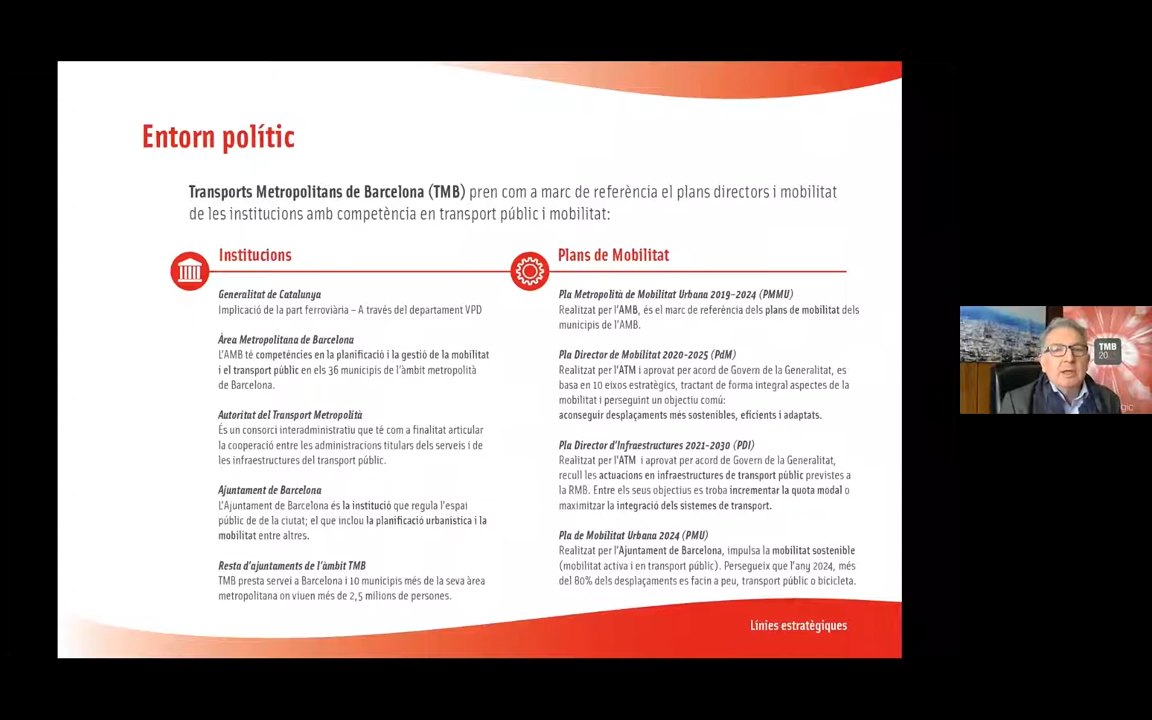 Entorn polític
Transports Metropolitans de Barcelona (TMB) pren com a marc de referència el plans directors i mobilitat
de les institucions amb competència en transport públic i mobilitat:
Institucions
Generalitat de Catalunya
Implicació de la part ferroviària – A través del departament VPD
Àrea Metropolitana de Barcelona
L'AMB té competències en la planificació i la gestió de la mobilitat
i el transport públic en els 36 municipis de l'àmbit metropolità
de Barcelona.
Autoritat del Transport Metropolità
És un consorci interadministratiu que té com a finalitat articular
la cooperació entre les administracions titulars dels serveis i de
les infraestructures del transport públic.
Ajuntament de Barcelona
L'Ajuntament de Barcelona és la institució que regula l'espai
públic de de la ciutat; el que inclou la planificació urbanística i la
mobilitat entre altres.
Resta d'ajuntaments de l'àmbit TMB
TMB presta servei a Barcelona i 10 municipis més de la seva àrea
metropolitana on viuen més de 2,5 milions de persones.
Plans de Mobilitat
Pla Metropolità de Mobilitat Urbana 2019-2024 (PMMU)
Realitzat per l'AMB, és el marc de referència dels plans de mobilitat dels
municipis de l'AMB.
Pla Director de Mobilitat 2020-2025 (PdM)
Realitzat per l'ATM i aprovat per acord de Govern de la Generalitat, es
basa en 10 eixos estratègics, tractant de forma integral aspectes de la
mobilitat i perseguint un objectiu comú:
aconseguir desplaçaments més sostenibles, eficients i adaptats.
Pla Director d'Infraestructures 2021-2030 (PDI)
Realitzat per l'ATM i aprovat per acord de Govern de la Generalitat,
recull les actuacions en infraestructures de transport públic previstes a
la RMB. Entre els seus objectius es troba incrementar la quota modal o
maximitzar la integració dels sistemes de transport.
Pla de Mobilitat Urbana 2024 (PMU)
Realitzat per l'Ajuntament de Barcelona, impulsa la mobilitat sostenible
(mobilitat activa i en transport públic). Persegueix que l'any 2024, més
del 80% dels desplaçaments es facin a peu, transport públic o bicicleta.
Línies estratègiques
TMB